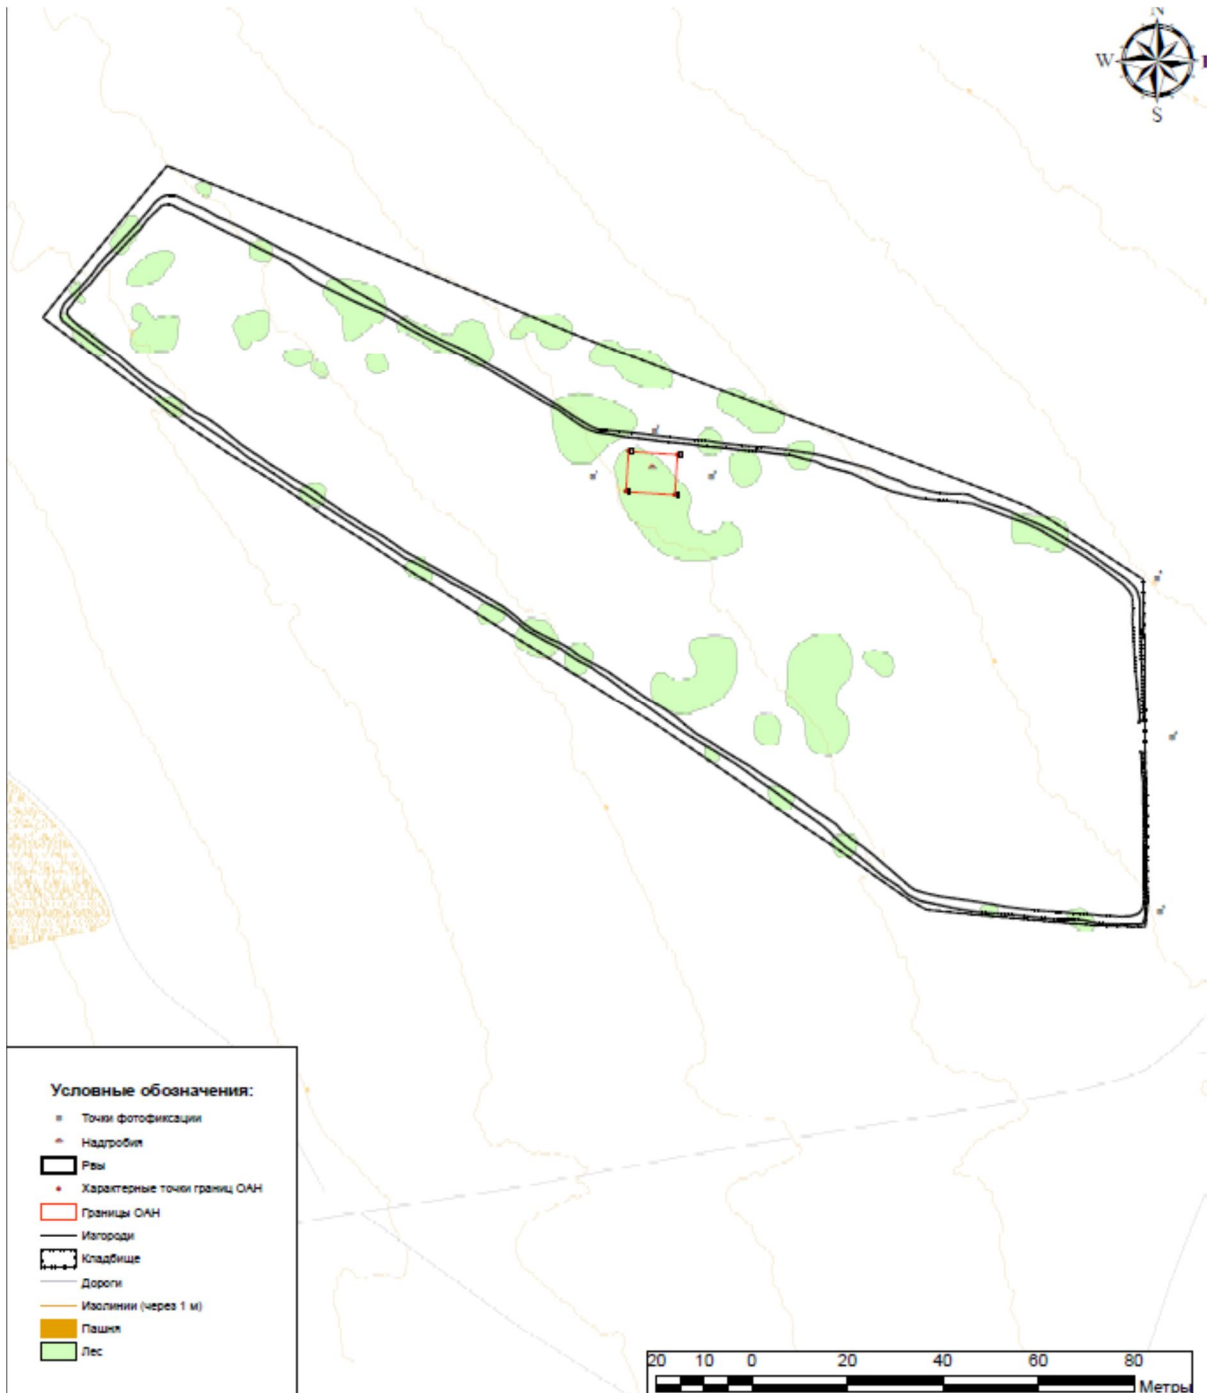 N
W
S
Условные обозначения:
Точки фотофиксации
Надгробия
Рвы
Характерные точки границ ОАН
Границы ОАН
Изгороди
Кладбище
Дороги
Изолинии (через 1 м)
Пашня
Лес
20 10 0 20 40 60 80
Метры